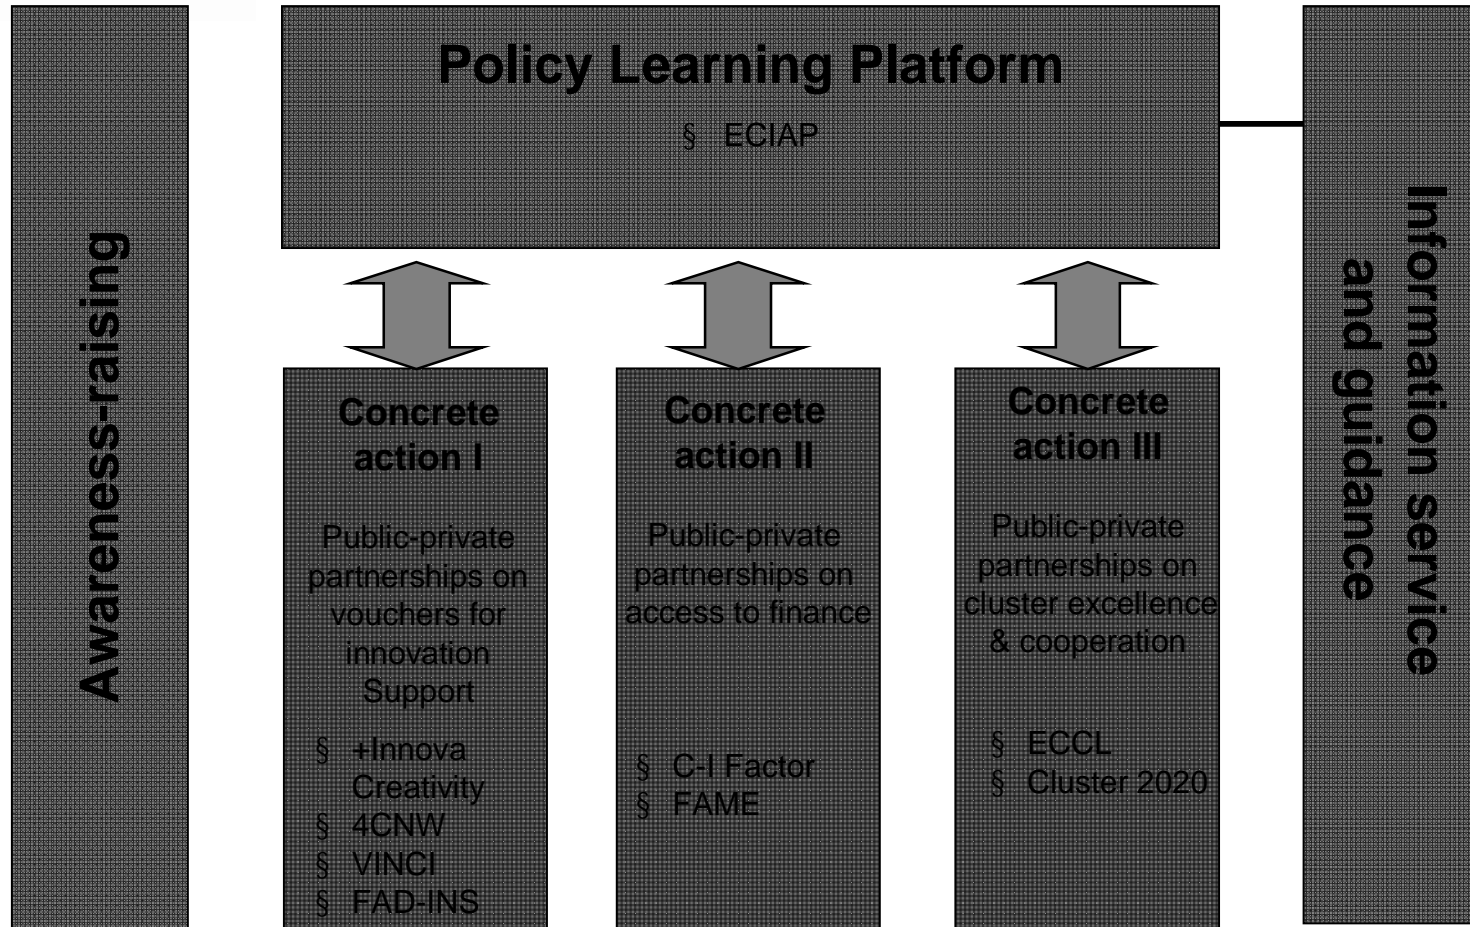 Awareness-raising
Policy Learning Platform
§ ECIAP
Concrete
action I
Public-private
partnerships on
vouchers for
innovation
Support
§ +Innova
Creativity
§ 4CNW
§ VINCI
§ FAD-INS
Concrete
action II
Public-private
partnerships on
access to finance
§ C-I Factor
§ FAME
Concrete
action III
Public-private
partnerships on
cluster excellence
& cooperation
§ ECCL
§ Cluster 2020
Information service
and guidance